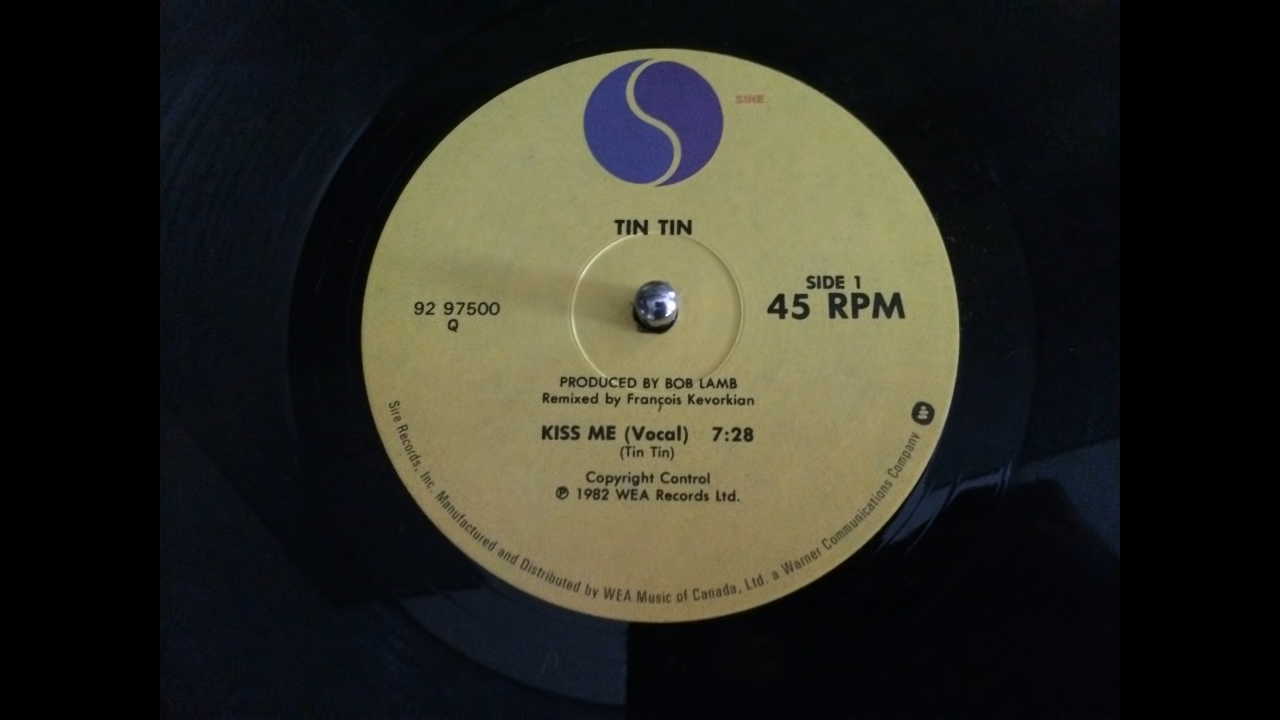 SIRE
TIN TIN
92 97500
Q
SIDE 1
45 RPM
PRODUCED BY BOB LAMB
Remixed by François Kevorkian
KISS ME (Vocal) 7:28
(Tin Tin)
Copyright Control
℗ 1982 WEA Records Ltd.
Sire Records, Inc. Manufactured and Distributed by WEA Music of Canada, Ltd. a Warner Communications Company